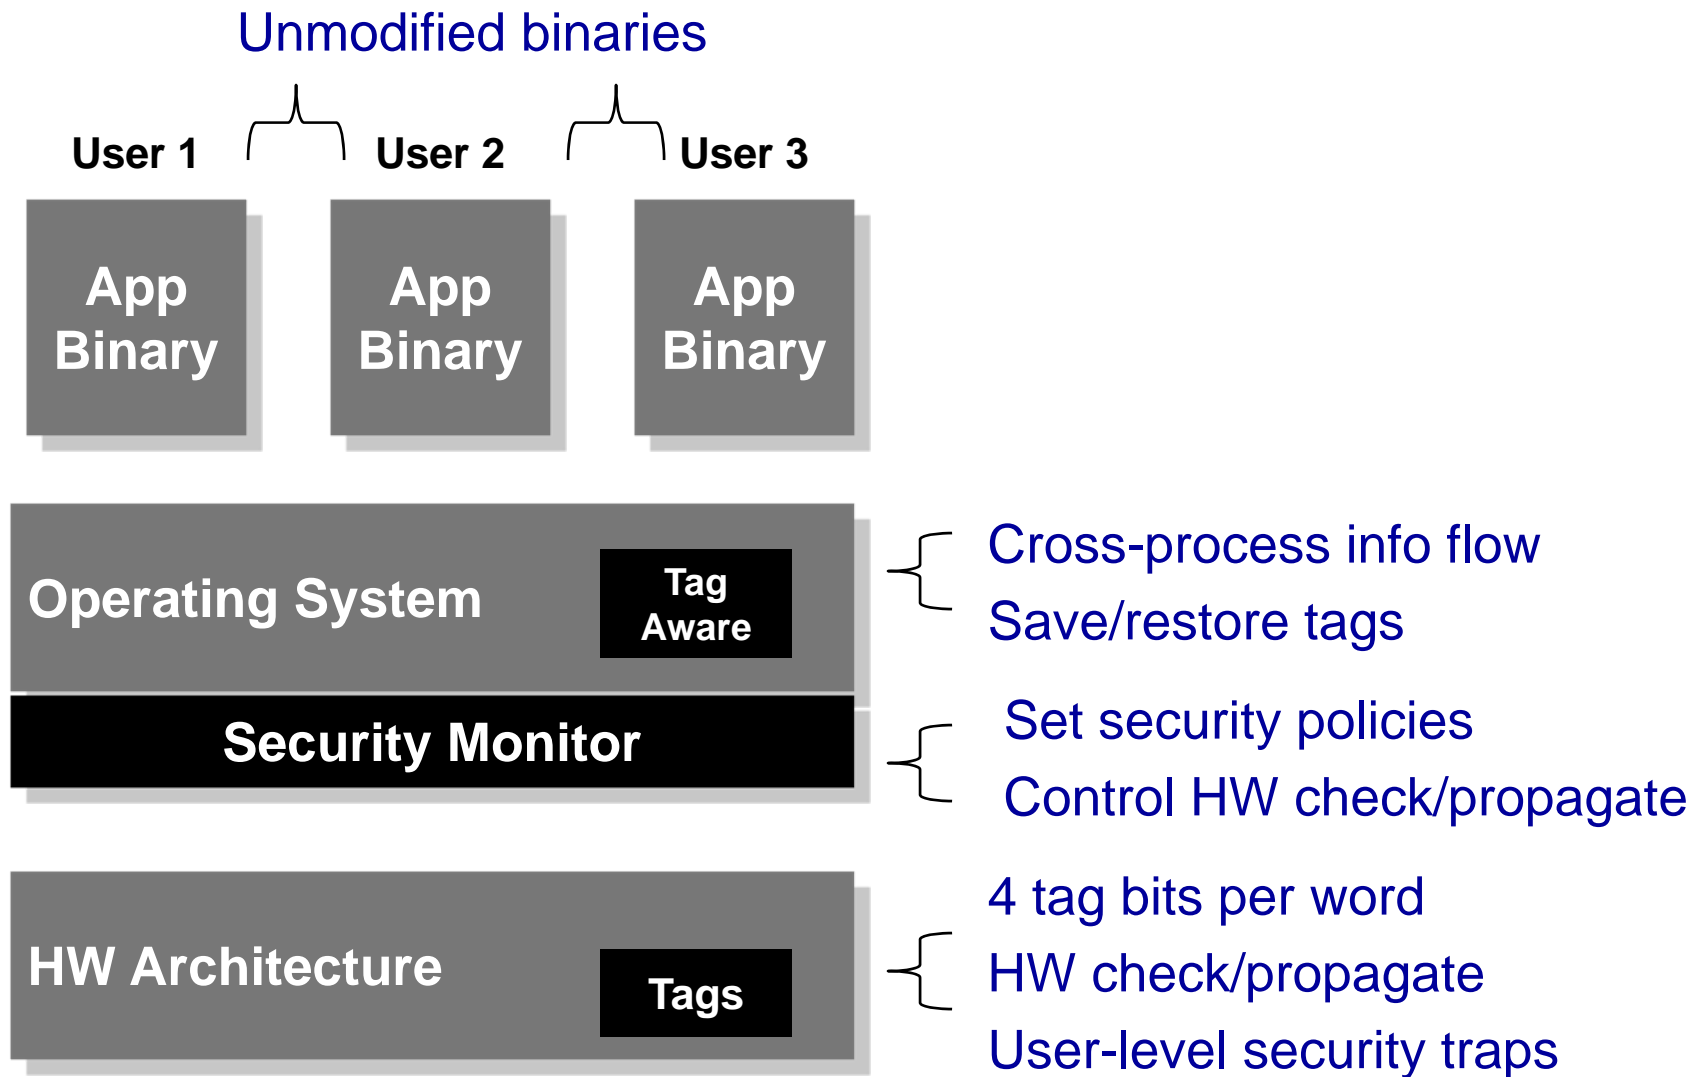 Unmodified binaries
User 1
User 2
User 3
App
Binary
App
Binary
App
Binary
Operating System
Tag
Aware
Cross-process info flow
Save/restore tags
Security Monitor
Set security policies
Control HW check/propagate
HW Architecture
Tags
4 tag bits per word
HW check/propagate
User-level security traps